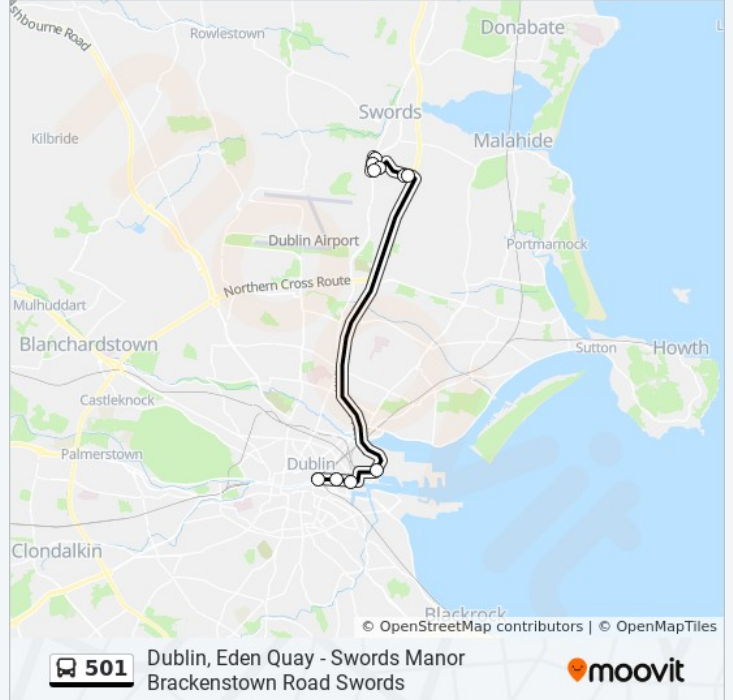 shbourne Road
Rowlestown
Donabate
L
Swords
Kilbride
Malahide
Dublin Airport
Portmarnock
Northern Cross Route
Mulhuddart
Blanchardstown
Sutton
Howth
Castleknock
Palmerstown
Dublin
Clondalkin
Blackrock
© OpenStreetMap contributors | © OpenMapTiles
501
Dublin, Eden Quay - Swords Manor
Brackenstown Road Swords
moovit